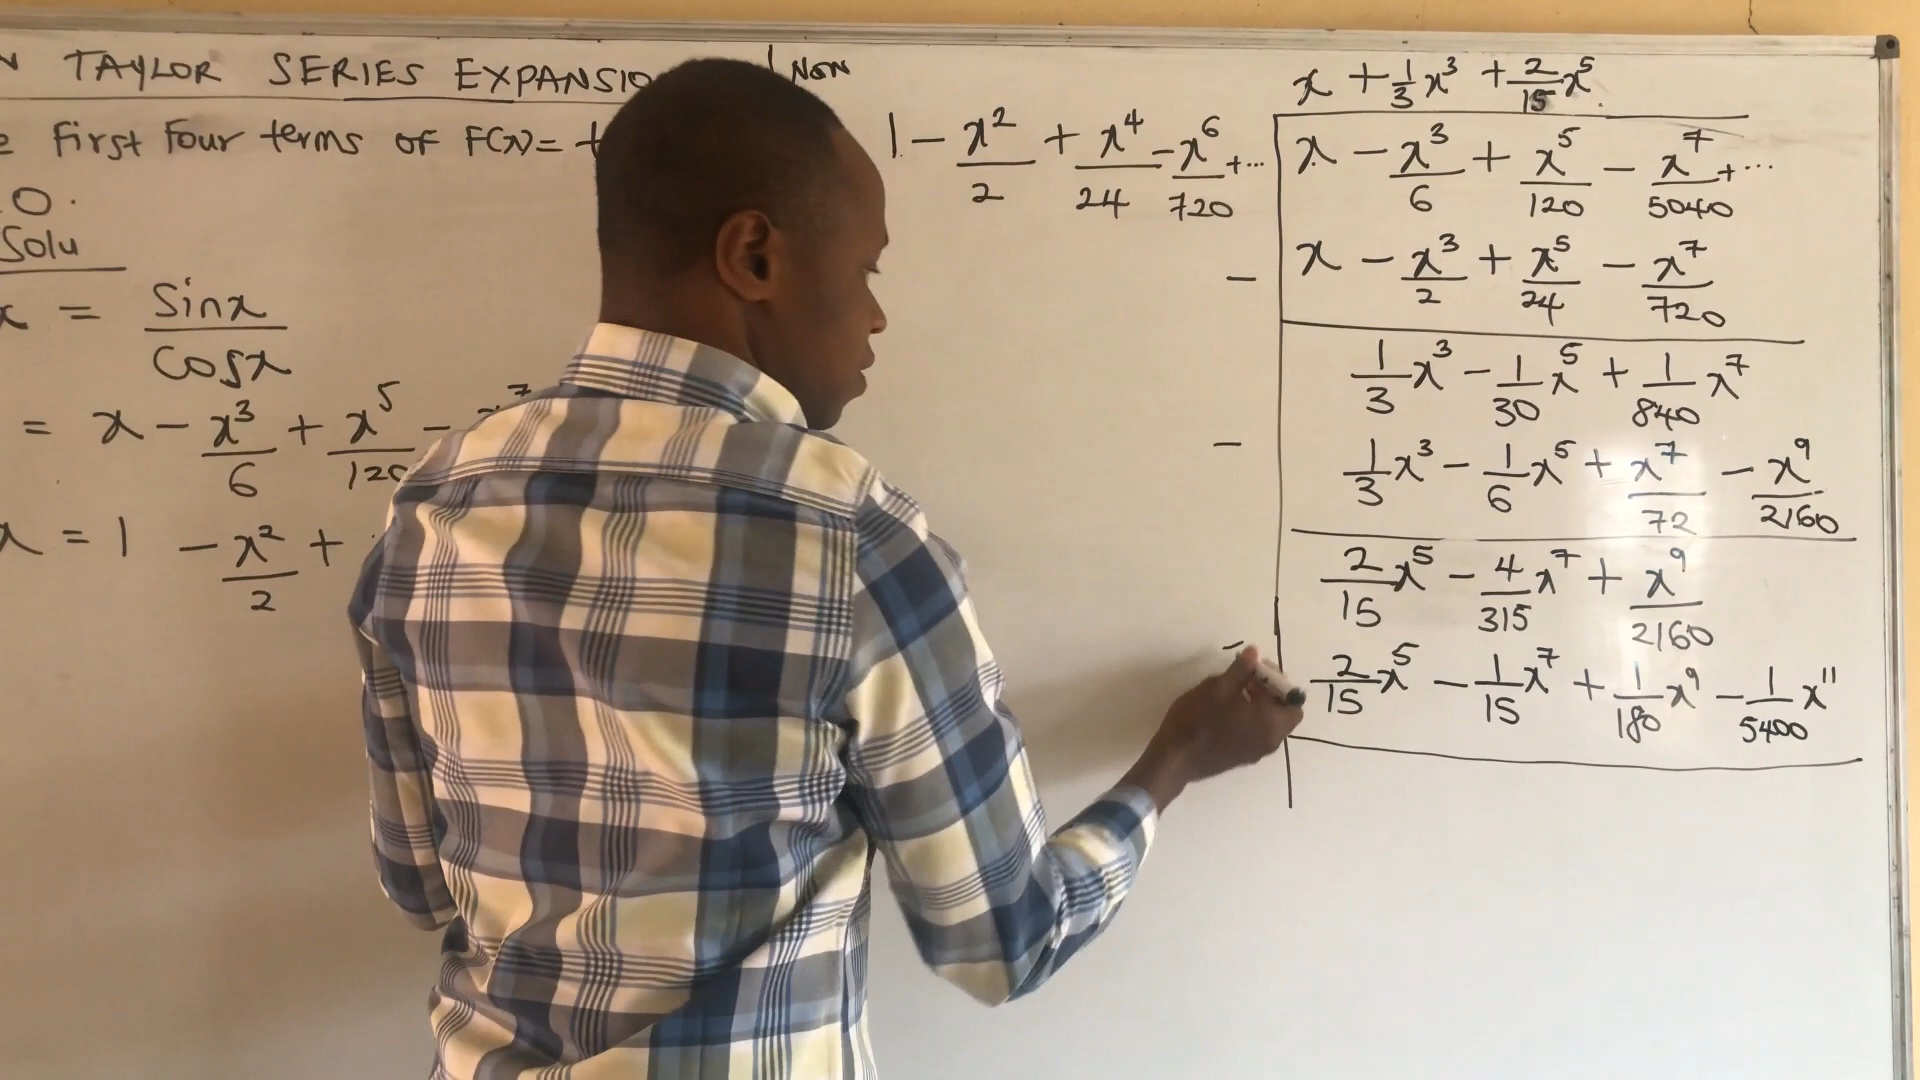 TAYLOR SERIES EXPANSIO
First Four terms of F(x) = t
0.
Solu
x = Sinx/Cosx
= x - x³/6 + x⁵/120 - x⁷
x = 1 - x²/2 +
Now
x + 1/3 x³ + 2/15 x⁵
1 - x²/2 + x⁴/24 - x⁶/720 + ... | x - x³/6 + x⁵/120 - x⁷/5040 + ...
- x - x³/2 + x⁵/24 - x⁷/720
1/3 x³ - 1/30 x⁵ + 1/840 x⁷
- 1/3 x³ - 1/6 x⁵ + x⁷/72 - x⁹/2160
2/15 x⁵ - 4/315 x⁷ + x⁹/2160
- 2/15 x⁵ - 1/15 x⁷ + 1/180 x⁹ - 1/5400 x¹¹